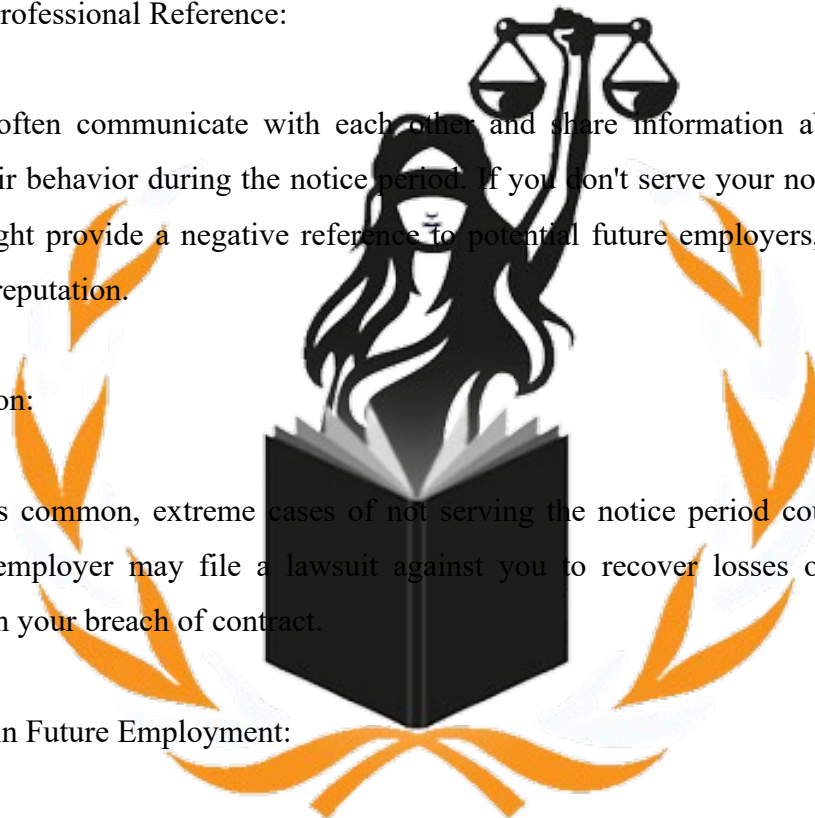 rofessional Reference:
often communicate with each other and share information a
ir behavior during the notice period. If you don't serve your no
ght provide a negative reference to potential future employers,
reputation.
on:
s common, extreme cases of not serving the notice period cou
employer may file a lawsuit against you to recover losses o
n your breach of contract.
in Future Employment: